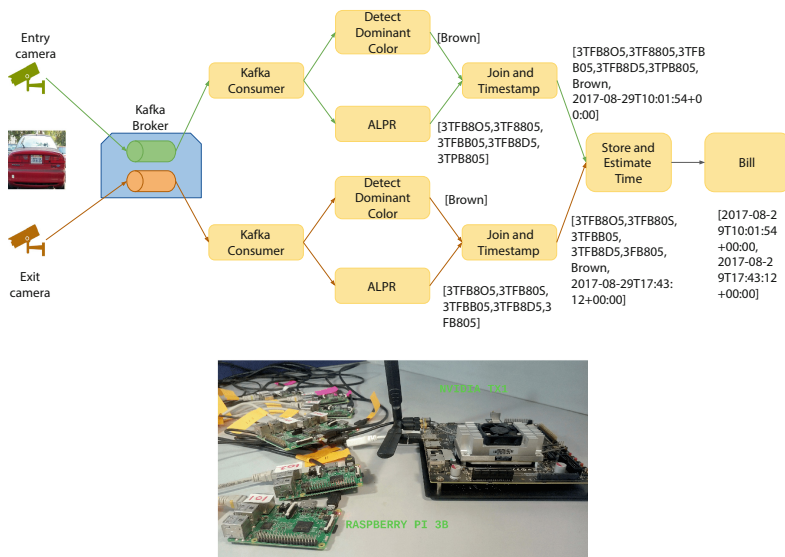 Entry
camera
Kafka
Broker
Exit
camera
Kafka
Consumer
Kafka
Consumer
Detect
Dominant
Color
ALPR
Detect
Dominant
Color
ALPR
[Brown]
[3TFB8O5,3TF8805,
3TFBB05,3TFB8D5,
3TPB805]
[Brown]
[3TFB8O5,3TFB80S,
3TFBB05,3TFB8D5,3
FB805]
Join and
Timestamp
Join and
Timestamp
[3TFB8O5,3TF8805,3TFB
B05,3TFB8D5,3TPB805,
Brown,
2017-08-29T10:01:54+0
0:00]
Store and
Estimate
Time
Bill
[3TFB8O5,3TFB80S,
3TFBB05,
3TFB8D5,3FB805,
Brown,
2017-08-29T17:43:
12+00:00]
[2017-08-2
9T10:01:54
+00:00,
2017-08-2
9T17:43:12
+00:00]
RASPBERRY PI 3B